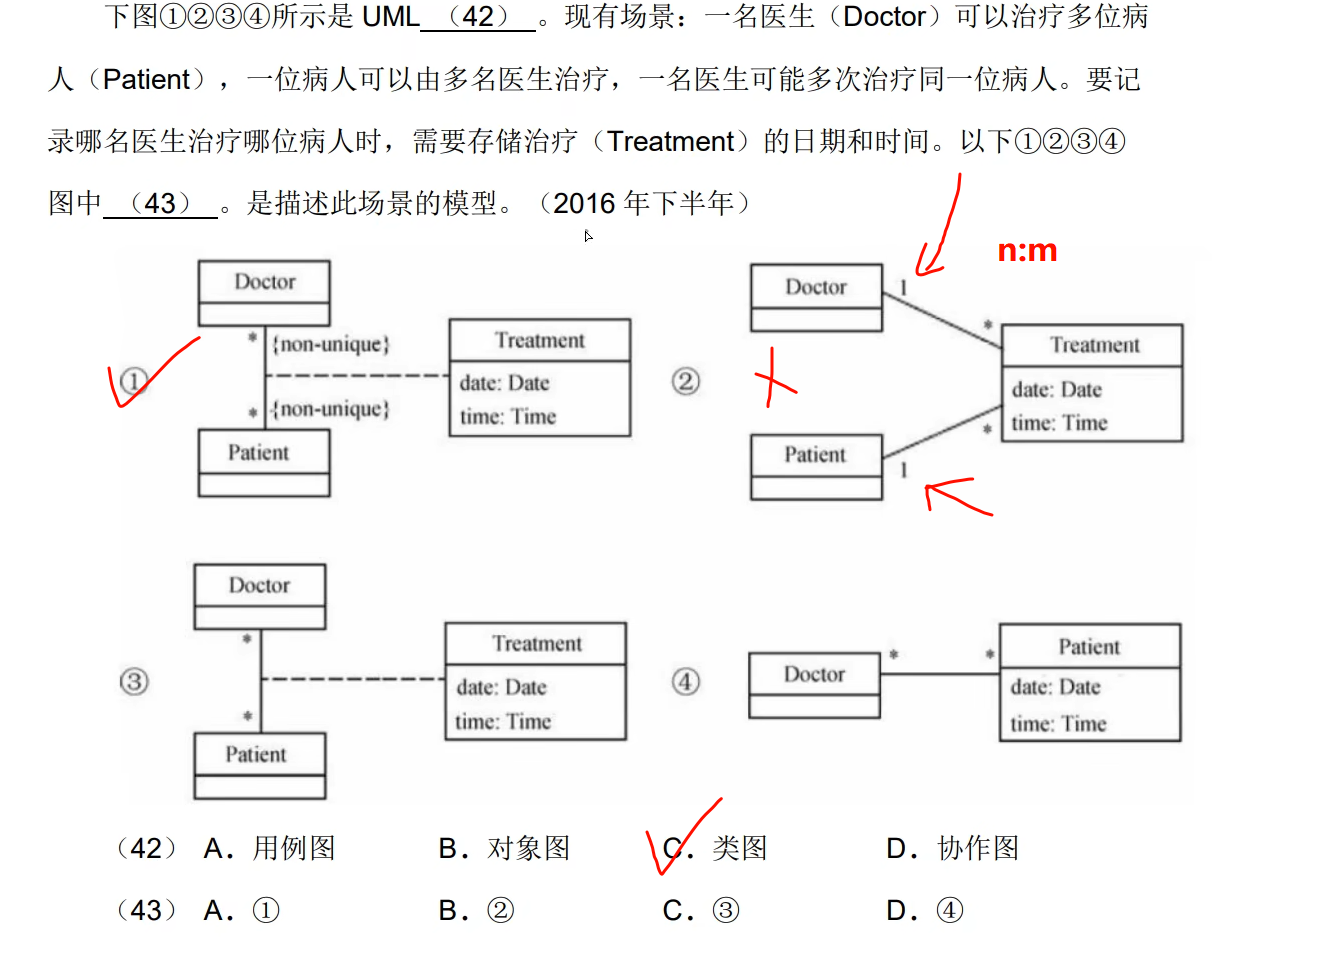 下图①②③④所示是 UML （42） 。现有场景：一名医生（Doctor）可以治疗多位病
人（Patient），一位病人可以由多名医生治疗，一名医生可能多次治疗同一位病人。要记
录哪名医生治疗哪位病人时，需要存储治疗（Treatment）的日期和时间。以下①②③④
图中 （43） 。是描述此场景的模型。（2016 年下半年）
n:m
①
Doctor
*
{non-unique}
*
{non-unique}
Patient
Treatment
date: Date
time: Time
②
Doctor
1
*
Patient
1
*
Treatment
date: Date
time: Time
③
Doctor
*
*
Patient
Treatment
date: Date
time: Time
④
Doctor
*
*
Patient
date: Date
time: Time
（42） A．用例图 B．对象图 C．类图 D．协作图
（43） A．① B．② C．③ D．④